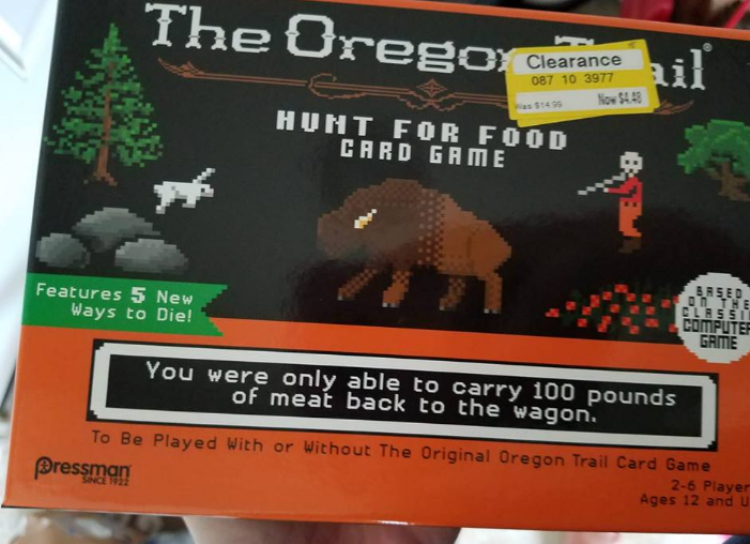 The Oregon Trail®
Clearance
087 10 3977
Was $14.99 Now $4.48
HUNT FOR FOOD
CARD GAME
Features 5 New
Ways to Die!
BASED
ON THE
CLASSI
COMPUTER
GAME
You were only able to carry 100 pounds
of meat back to the wagon.
To Be Played With or Without The Original Oregon Trail Card Game
Pressman
SINCE 1922
2-6 Player
Ages 12 and U